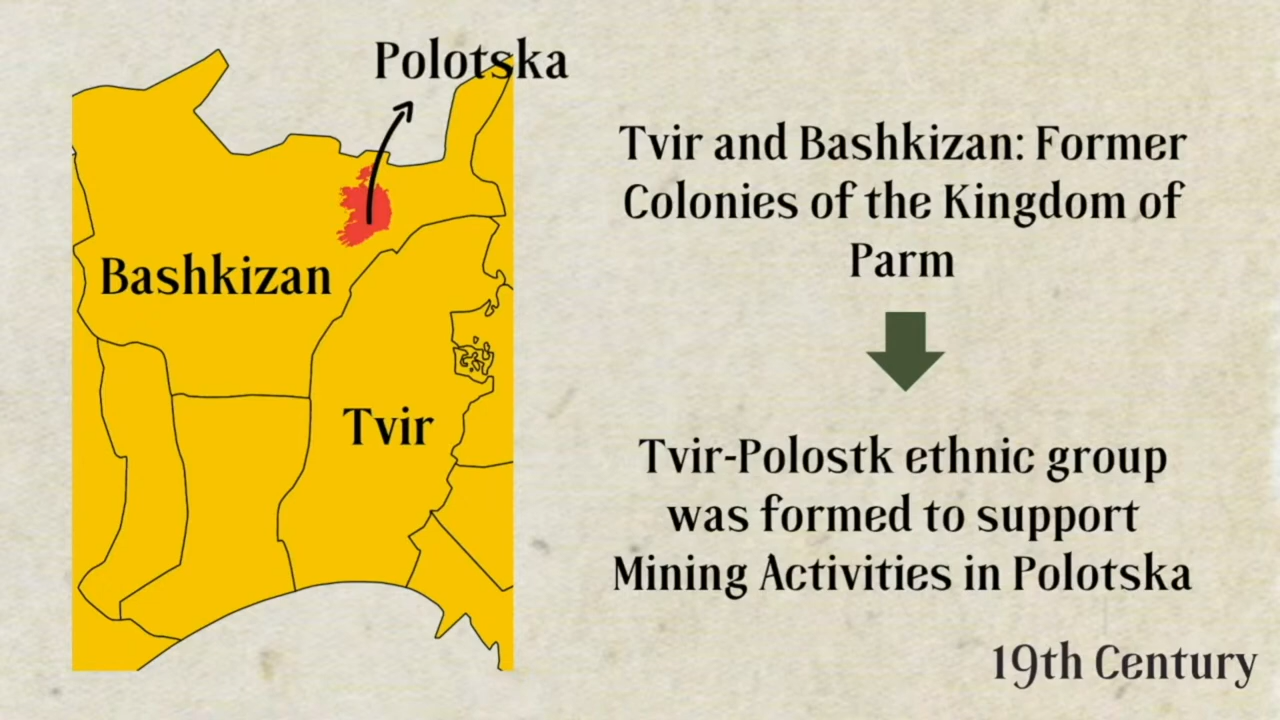 Polotska
Bashkizan
Tvir
Tvir and Bashkizan: Former
Colonies of the Kingdom of
Parm
Tvir-Polostk ethnic group
was formed to support
Mining Activities in Polotska
19th Century